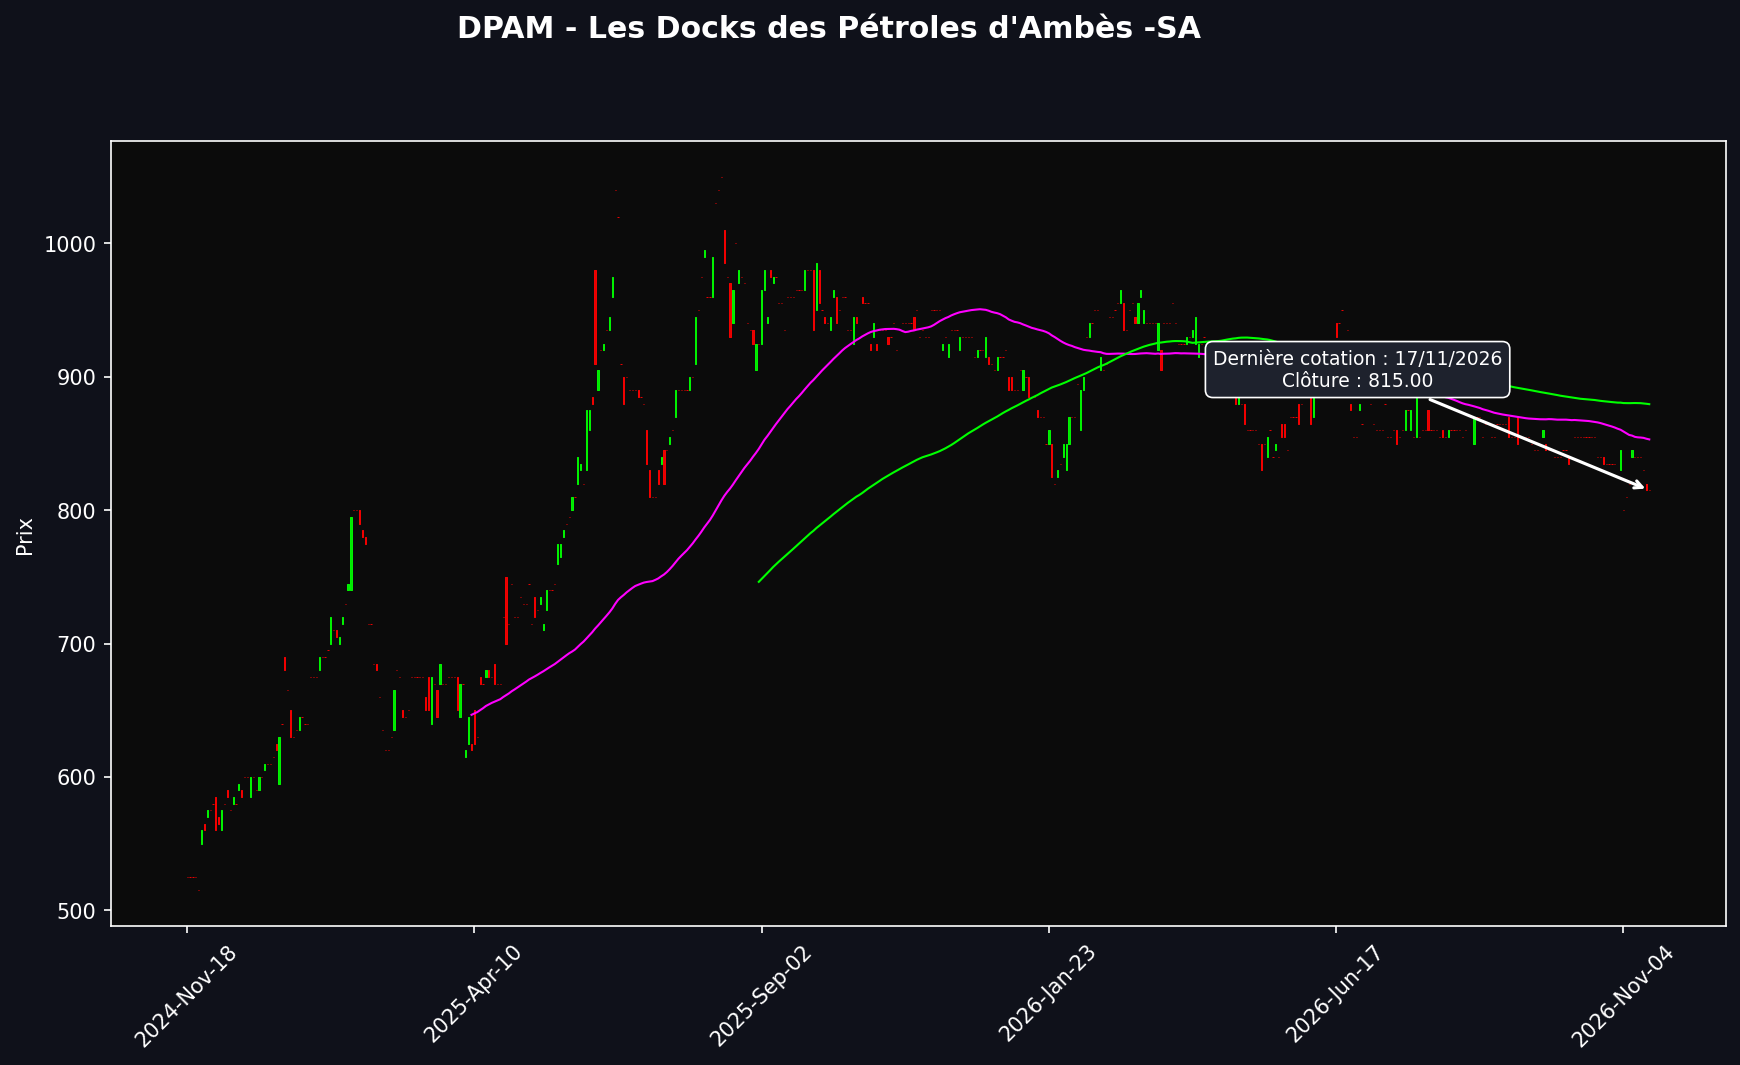 DPAM - Les Docks des Pétroles d'Ambès -SA
Prix
1000
900
800
700
600
500
Dernière cotation : 17/11/2026
Clôture : 815.00
2024-Nov-18
2025-Apr-10
2025-Sep-02
2026-Jan-23
2026-Jun-17
2026-Nov-04